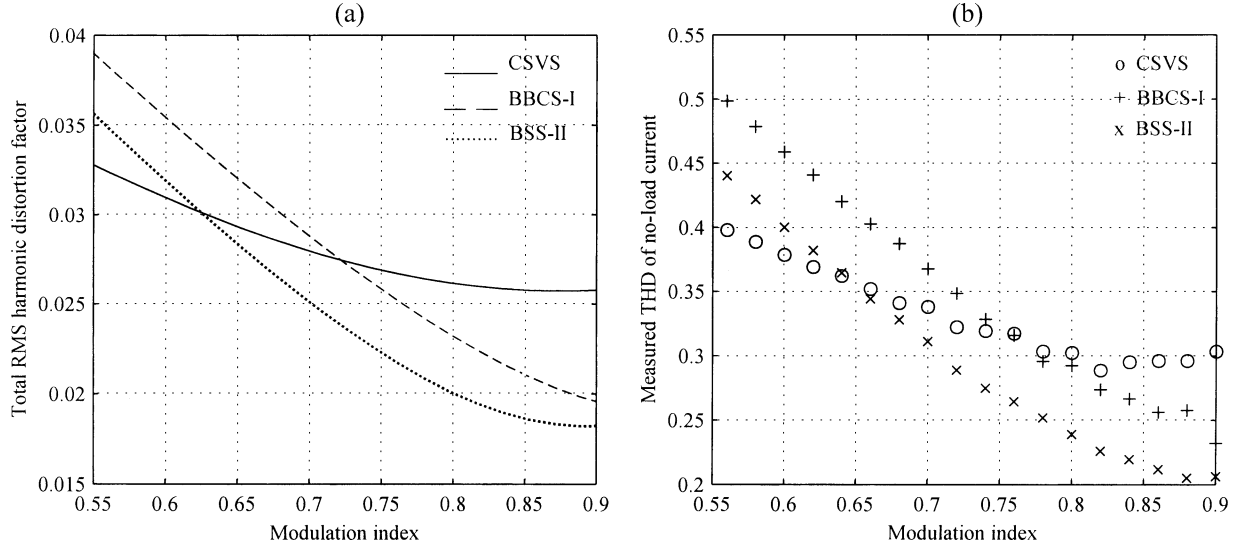 (a)
Total RMS harmonic distortion factor
0.04
0.035
0.03
0.025
0.02
0.015
CSVS
BBCS-I
BSS-II
0.55
0.6
0.65
0.7
0.75
0.8
0.85
0.9
Modulation index
(b)
Measured THD of no-load current
0.55
0.5
0.45
0.4
0.35
0.3
0.25
0.2
CSVS
BBCS-I
BSS-II
0.55
0.6
0.65
0.7
0.75
0.8
0.85
0.9
Modulation index